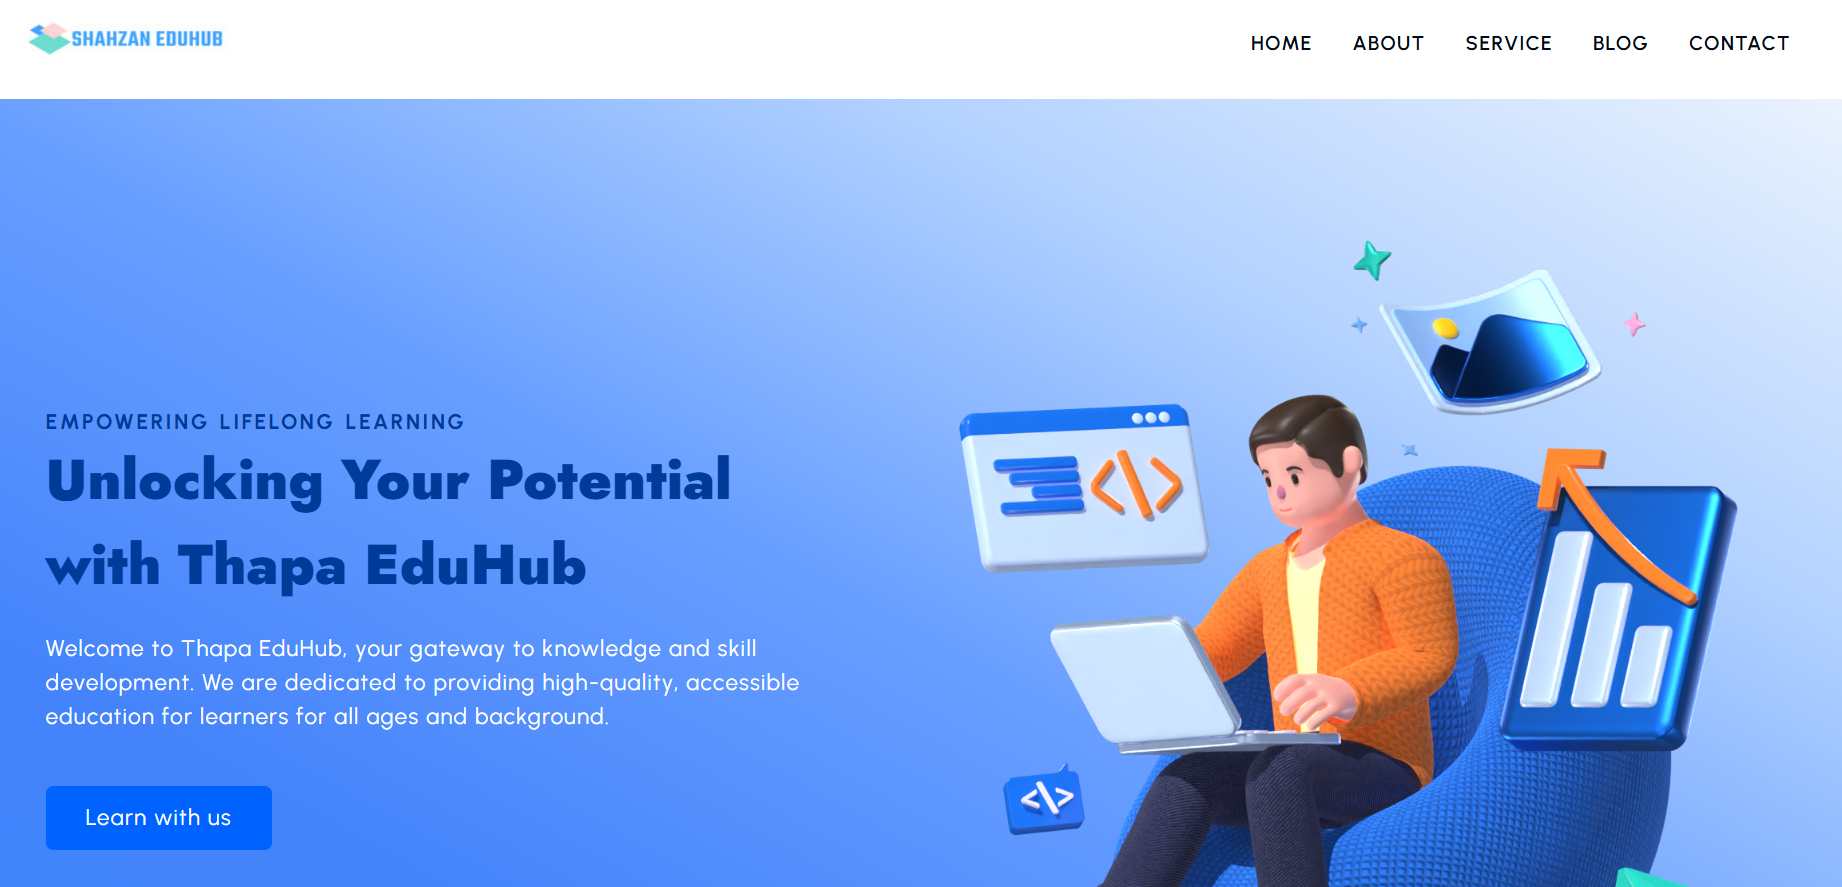 SHAHZAN EDUHUB
HOME ABOUT SERVICE BLOG CONTACT
EMPOWERING LIFELONG LEARNING
Unlocking Your Potential
with Thapa EduHub
Welcome to Thapa EduHub, your gateway to knowledge and skill
development. We are dedicated to providing high-quality, accessible
education for learners for all ages and background.
Learn with us